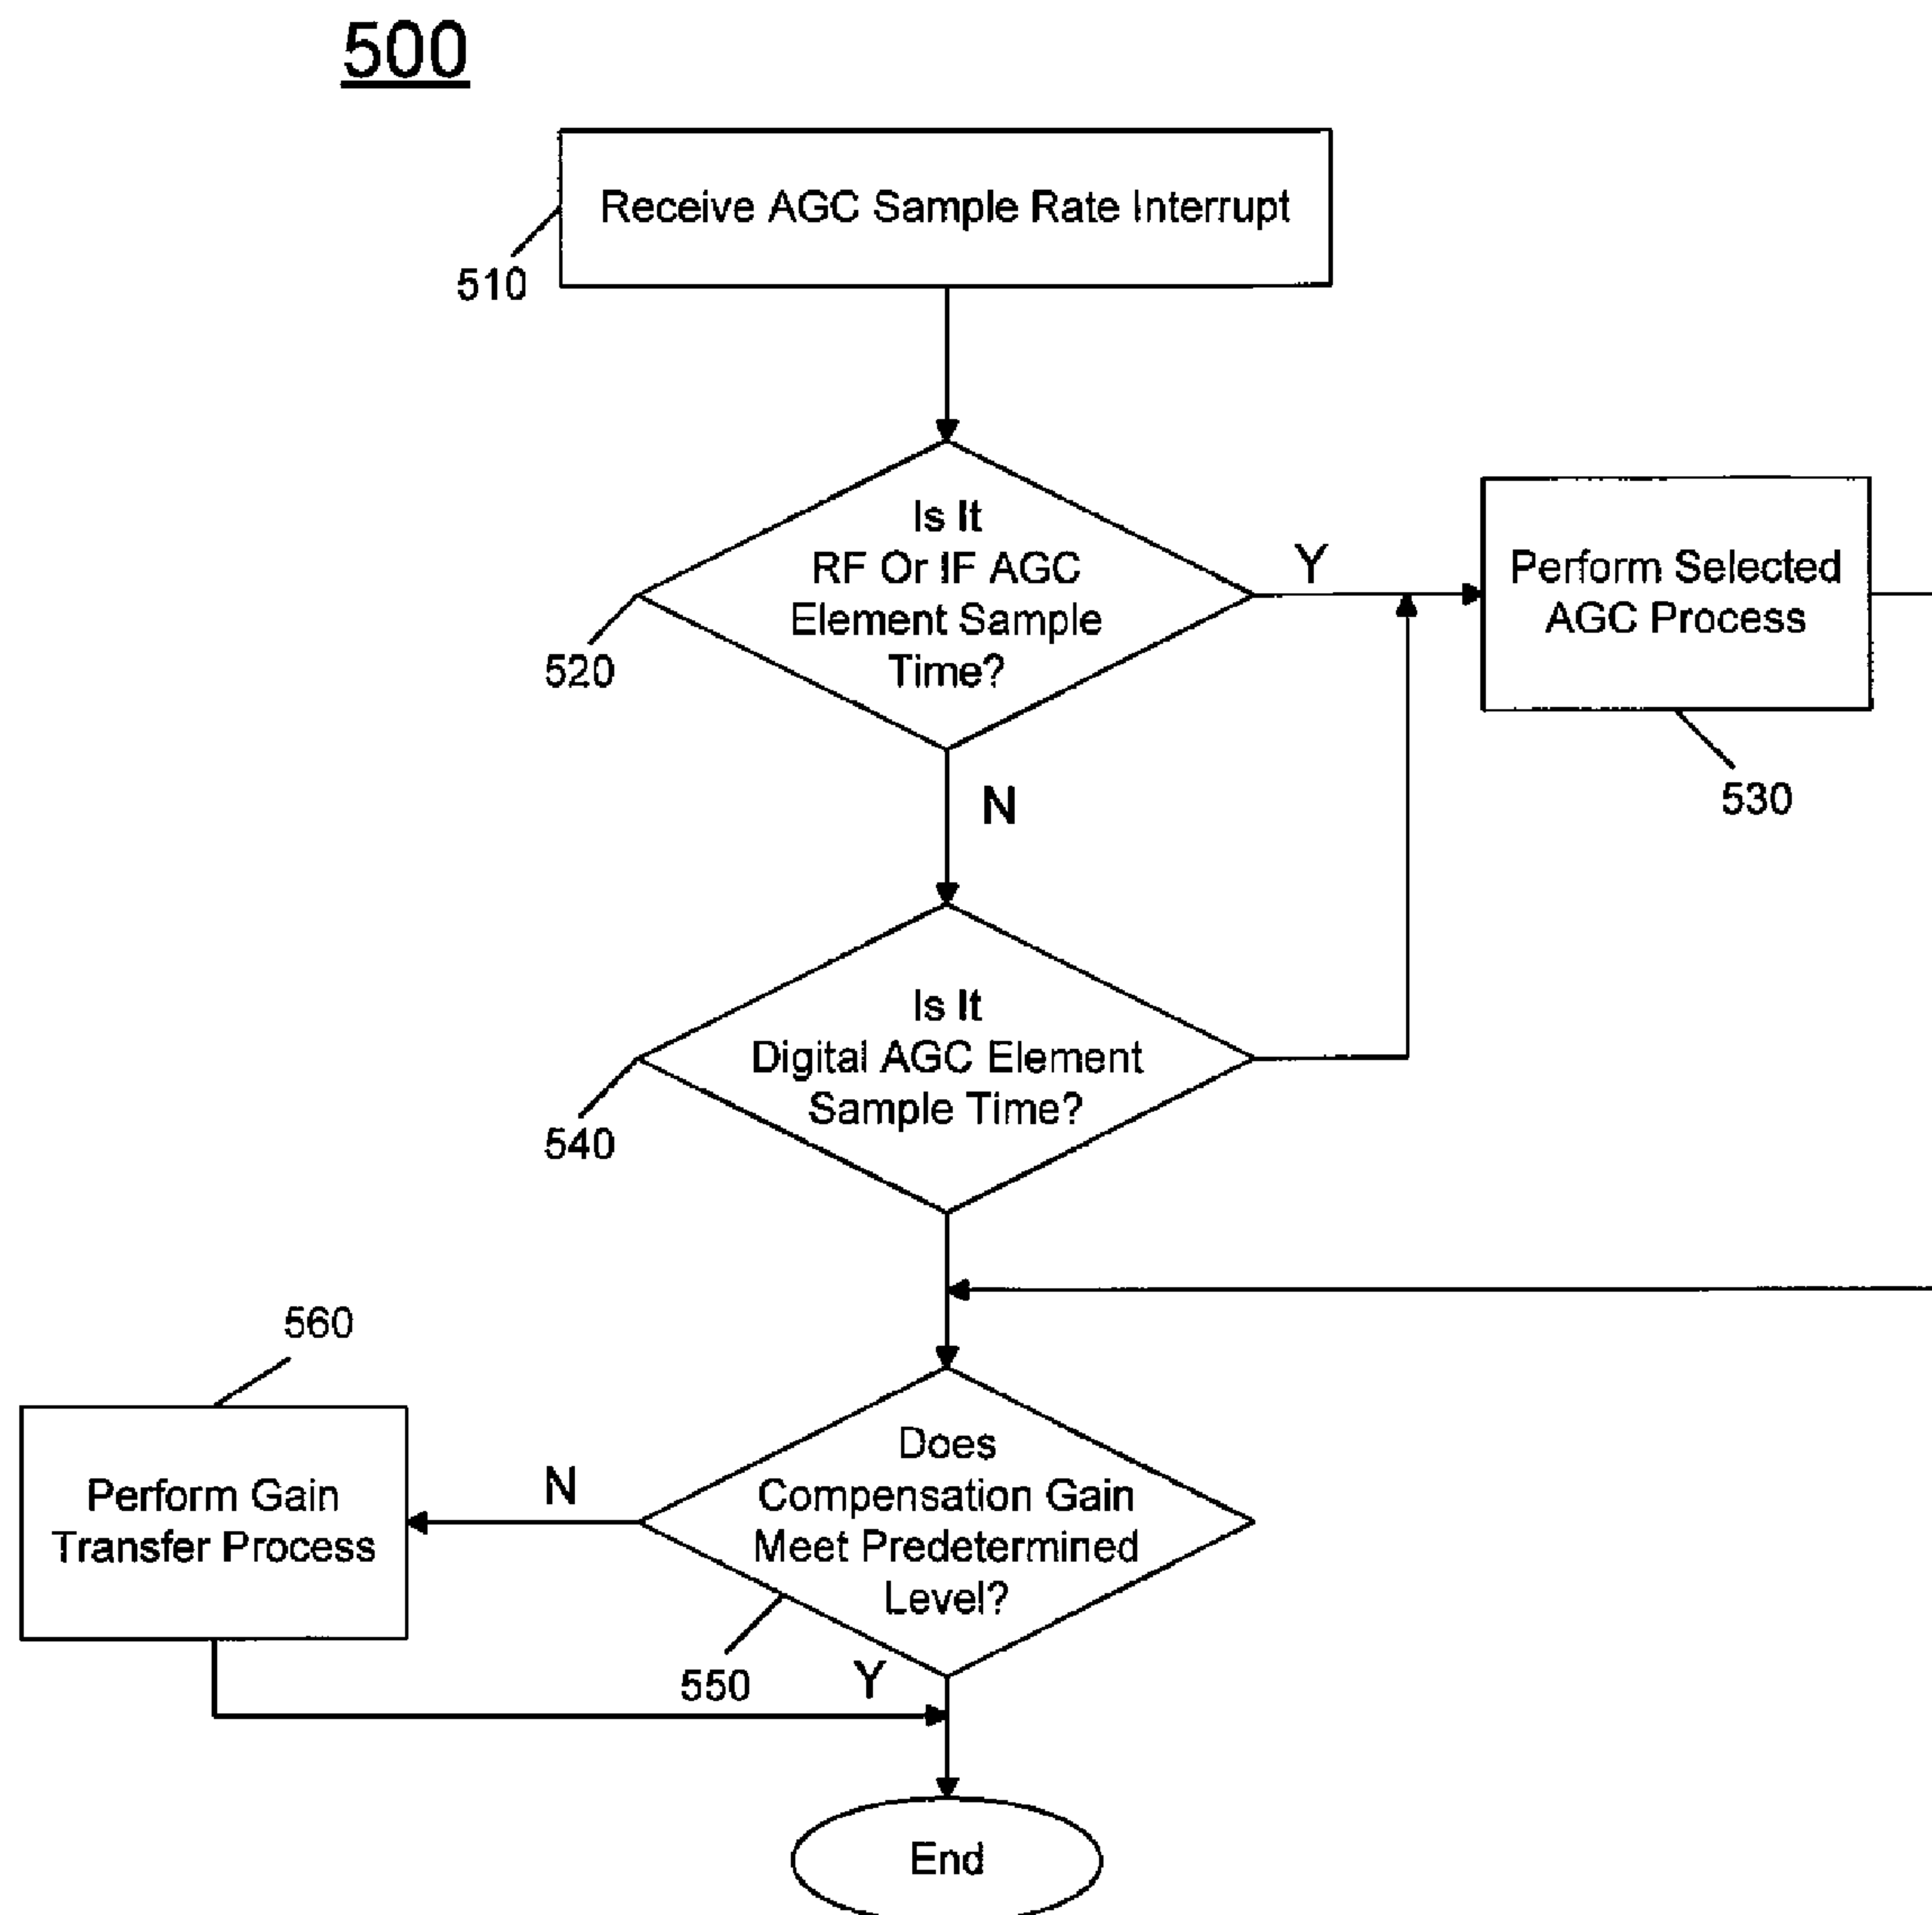 500
Receive AGC Sample Rate Interrupt
510
Is It
RF Or IF AGC
Element Sample
Time?
520
Y
Perform Selected
AGC Process
530
N
Is It
Digital AGC Element
Sample Time?
540
560
Perform Gain
Transfer Process
N
Does
Compensation Gain
Meet Predetermined
Level?
550
Y
End